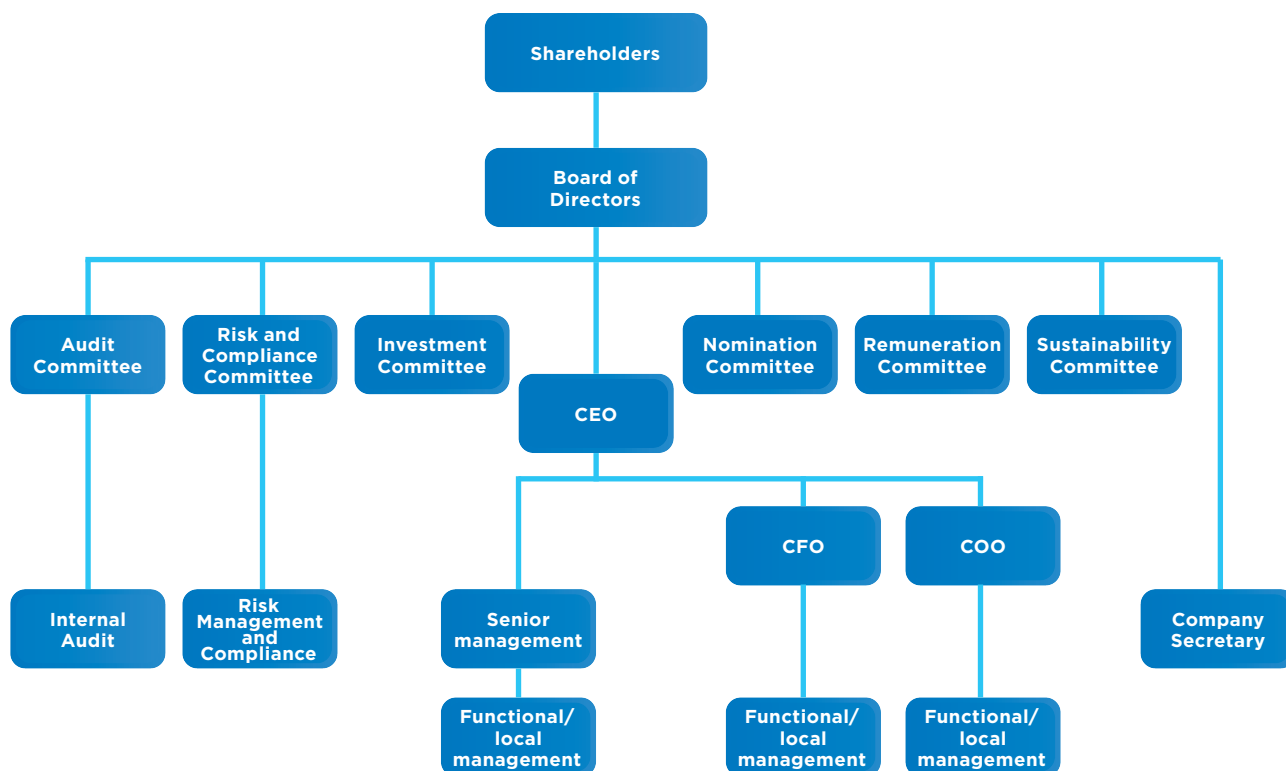 Shareholders
Board of
Directors
Audit
Committee
Risk and
Compliance
Committee
Investment
Committee
CEO
Nomination
Committee
Remuneration
Committee
Sustainability
Committee
CFO
COO
Internal
Audit
Risk
Management
and
Compliance
Senior
management
Company
Secretary
Functional/
local
management
Functional/
local
management
Functional/
local
management